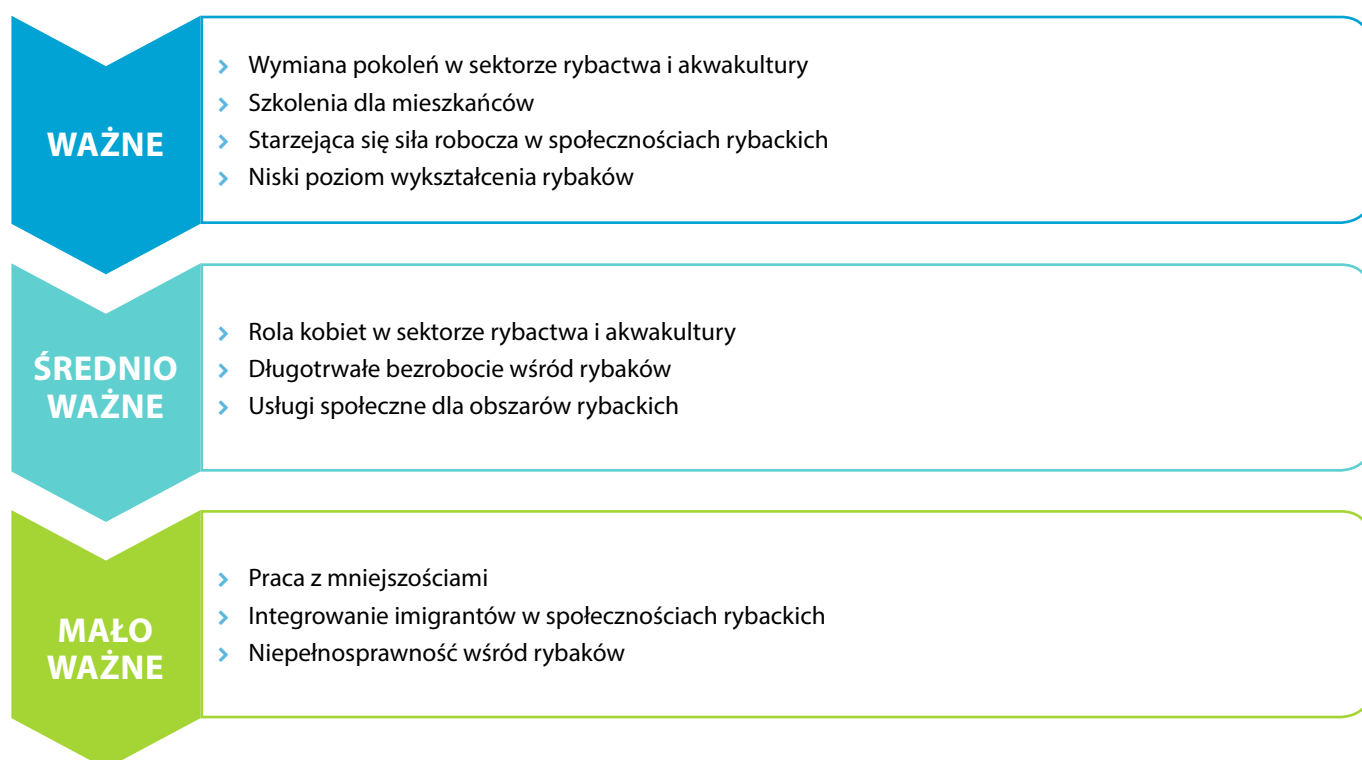 WAŻNE
Wymiana pokoleń w sektorze rybactwa i akwakultury
Szkolenia dla mieszkańców
Starzejąca się siła robocza w społecznościach rybackich
Niski poziom wykształcenia rybaków
ŚREDNIO
WAŻNE
Rola kobiet w sektorze rybactwa i akwakultury
Długotrwałe bezrobocie wśród rybaków
Usługi społeczne dla obszarów rybackich
MAŁO
WAŻNE
Praca z mniejszościami
Integrowanie imigrantów w społecznościach rybackich
Niepełnosprawność wśród rybaków